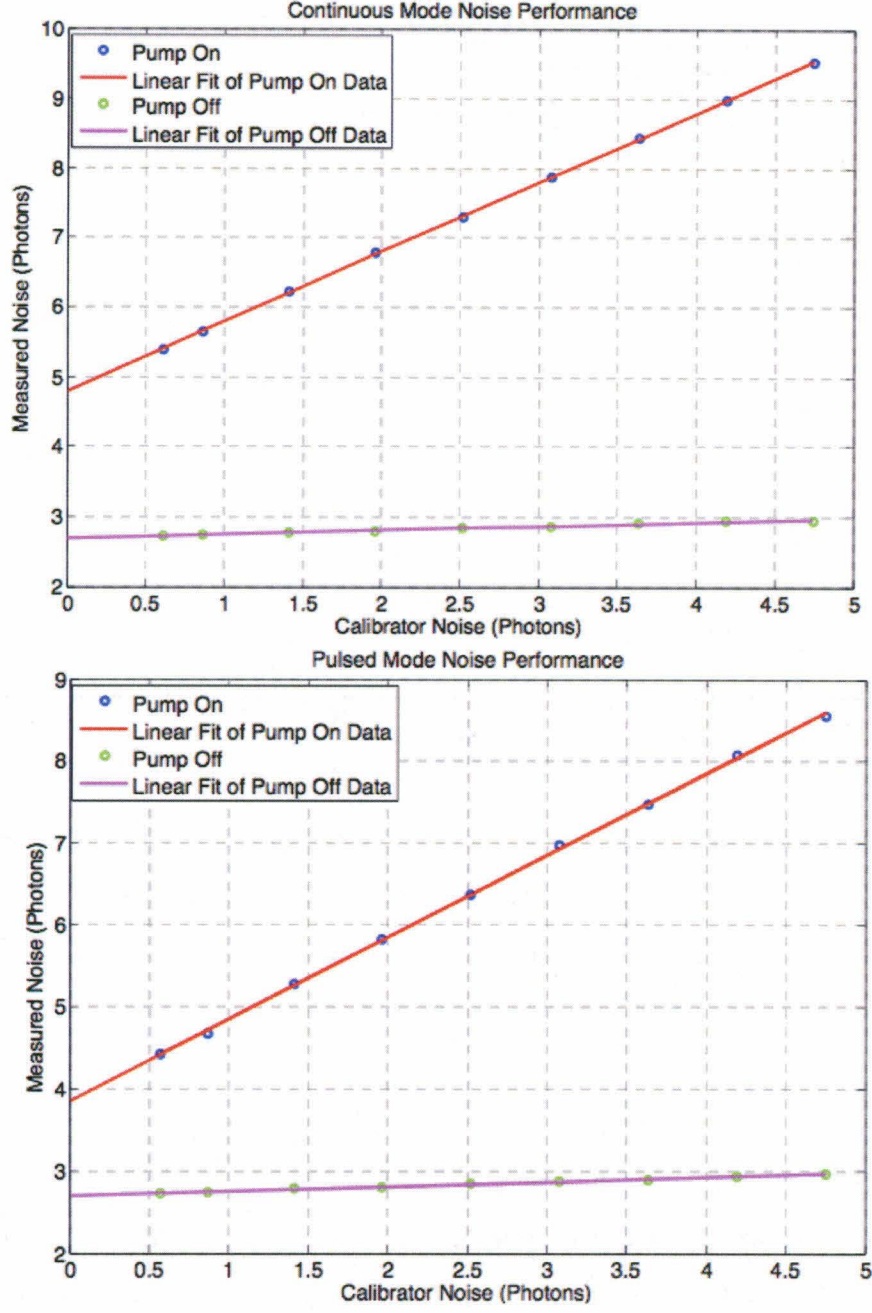 Continuous Mode Noise Performance
10
9
8
7
6
5
4
3
2
Measured Noise (Photons)
Pump On
Linear Fit of Pump On Data
Pump Off
Linear Fit of Pump Off Data
0 0.5 1 1.5 2 2.5 3 3.5 4 4.5 5
Calibrator Noise (Photons)
Pulsed Mode Noise Performance
9
8
7
6
5
4
3
2
Measured Noise (Photons)
Pump On
Linear Fit of Pump On Data
Pump Off
Linear Fit of Pump Off Data
0 0.5 1 1.5 2 2.5 3 3.5 4 4.5 5
Calibrator Noise (Photons)